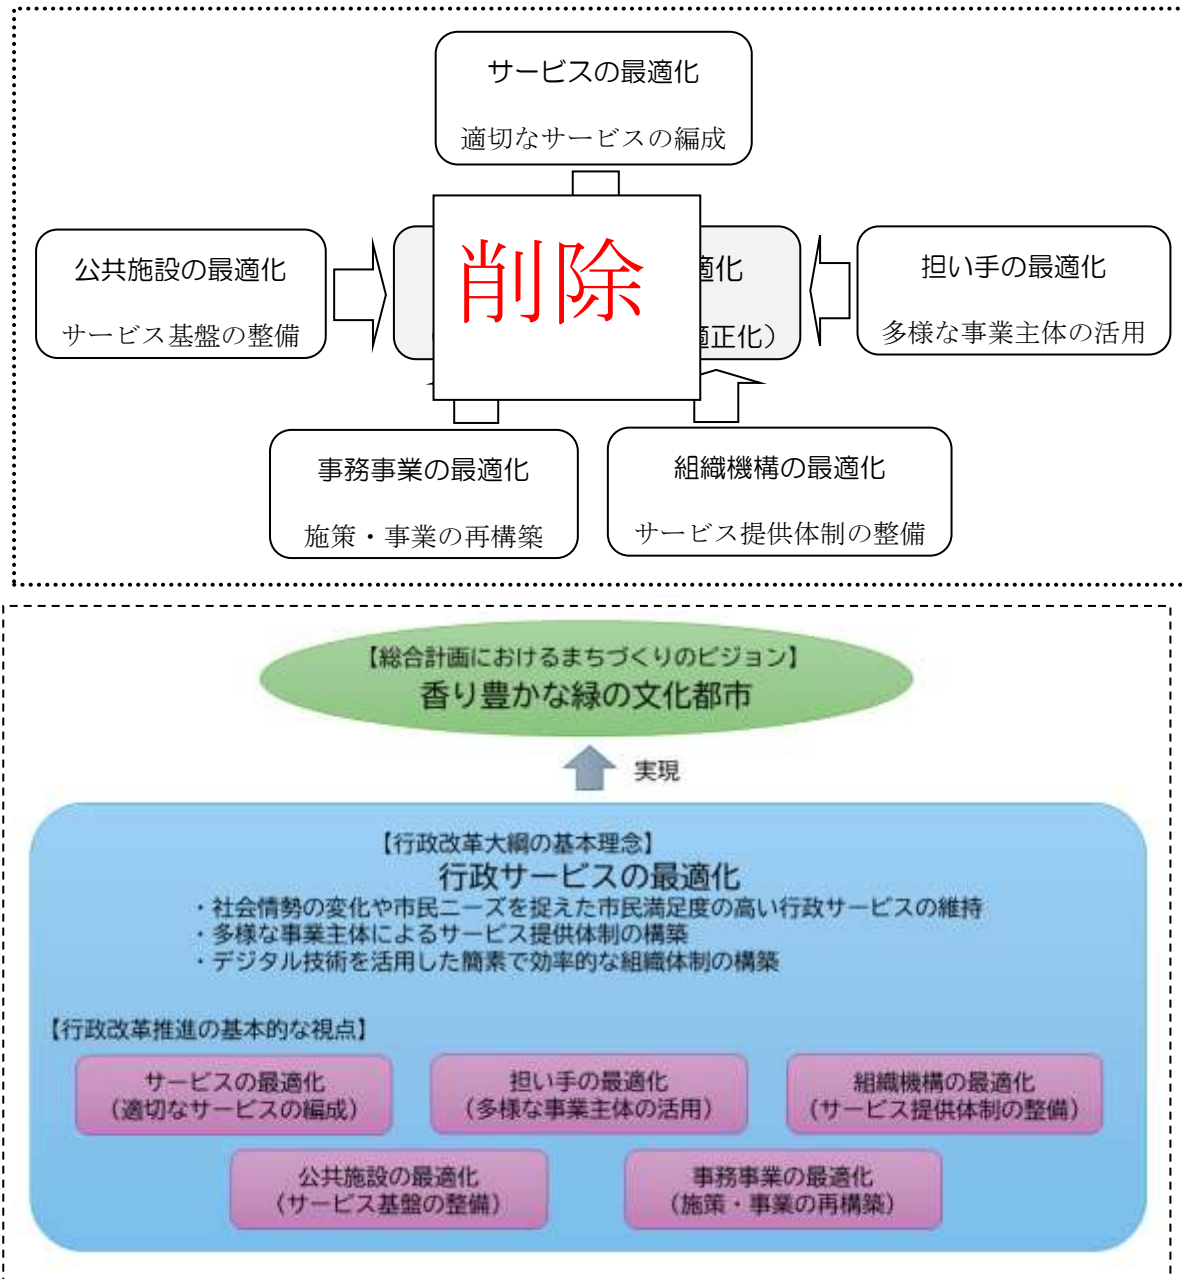 サービスの最適化
適切なサービスの編成
公共施設の最適化
サービス基盤の整備
削除
適化
適正化）
担い手の最適化
多様な事業主体の活用
事務事業の最適化
施策・事業の再構築
組織機構の最適化
サービス提供体制の整備
【総合計画におけるまちづくりのビジョン】
香り豊かな緑の文化都市
実現
【行政改革大綱の基本理念】
行政サービスの最適化
・社会情勢の変化や市民ニーズを捉えた市民満足度の高い行政サービスの維持
・多様な事業主体によるサービス提供体制の構築
・デジタル技術を活用した簡素で効率的な組織体制の構築
【行政改革推進の基本的な視点】
サービスの最適化
（適切なサービスの編成）
担い手の最適化
（多様な事業主体の活用）
組織機構の最適化
（サービス提供体制の整備）
公共施設の最適化
（サービス基盤の整備）
事務事業の最適化
（施策・事業の再構築）